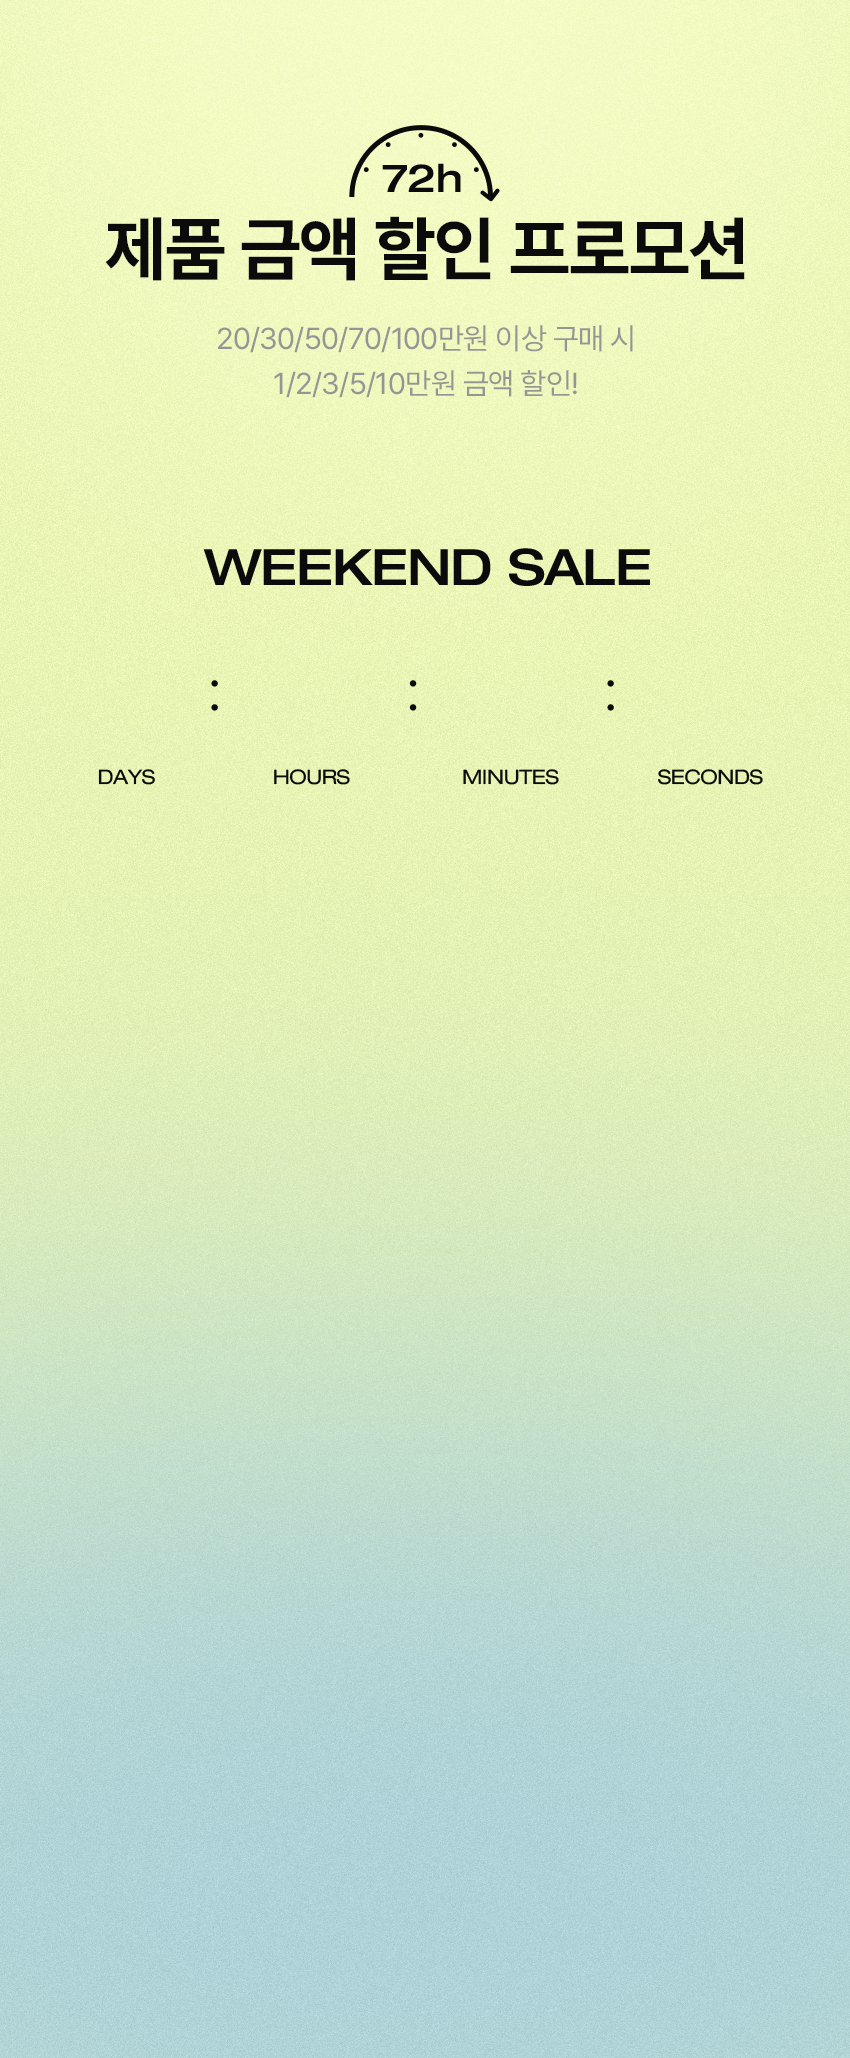 72h
제품 금액 할인 프로모션
20/30/50/70/100만원 이상 구매 시
1/2/3/5/10만원 금액 할인!
WEEKEND SALE
: : :
DAYS HOURS MINUTES SECONDS